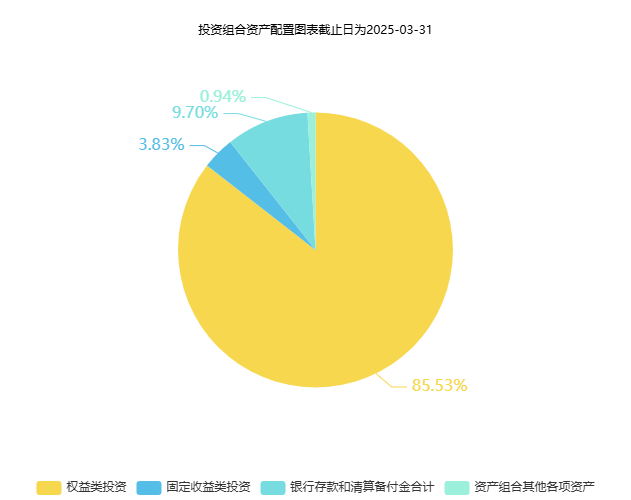 投资组合资产配置图表截止日为2025-03-31
0.94%
9.70%
3.83%
85.53%
权益类投资 固定收益类投资 银行存款和清算备付金合计 资产组合其他各项资产